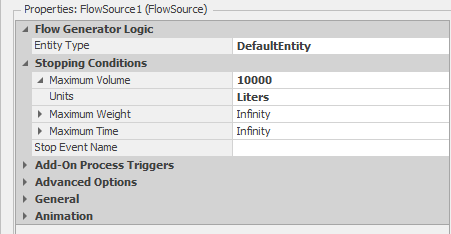 Properties: FlowSource1 (FlowSource)
Flow Generator Logic
Entity Type DefaultEntity
Stopping Conditions
Maximum Volume 10000
Units Liters
Maximum Weight Infinity
Maximum Time Infinity
Stop Event Name
Add-On Process Triggers
Advanced Options
General
Animation